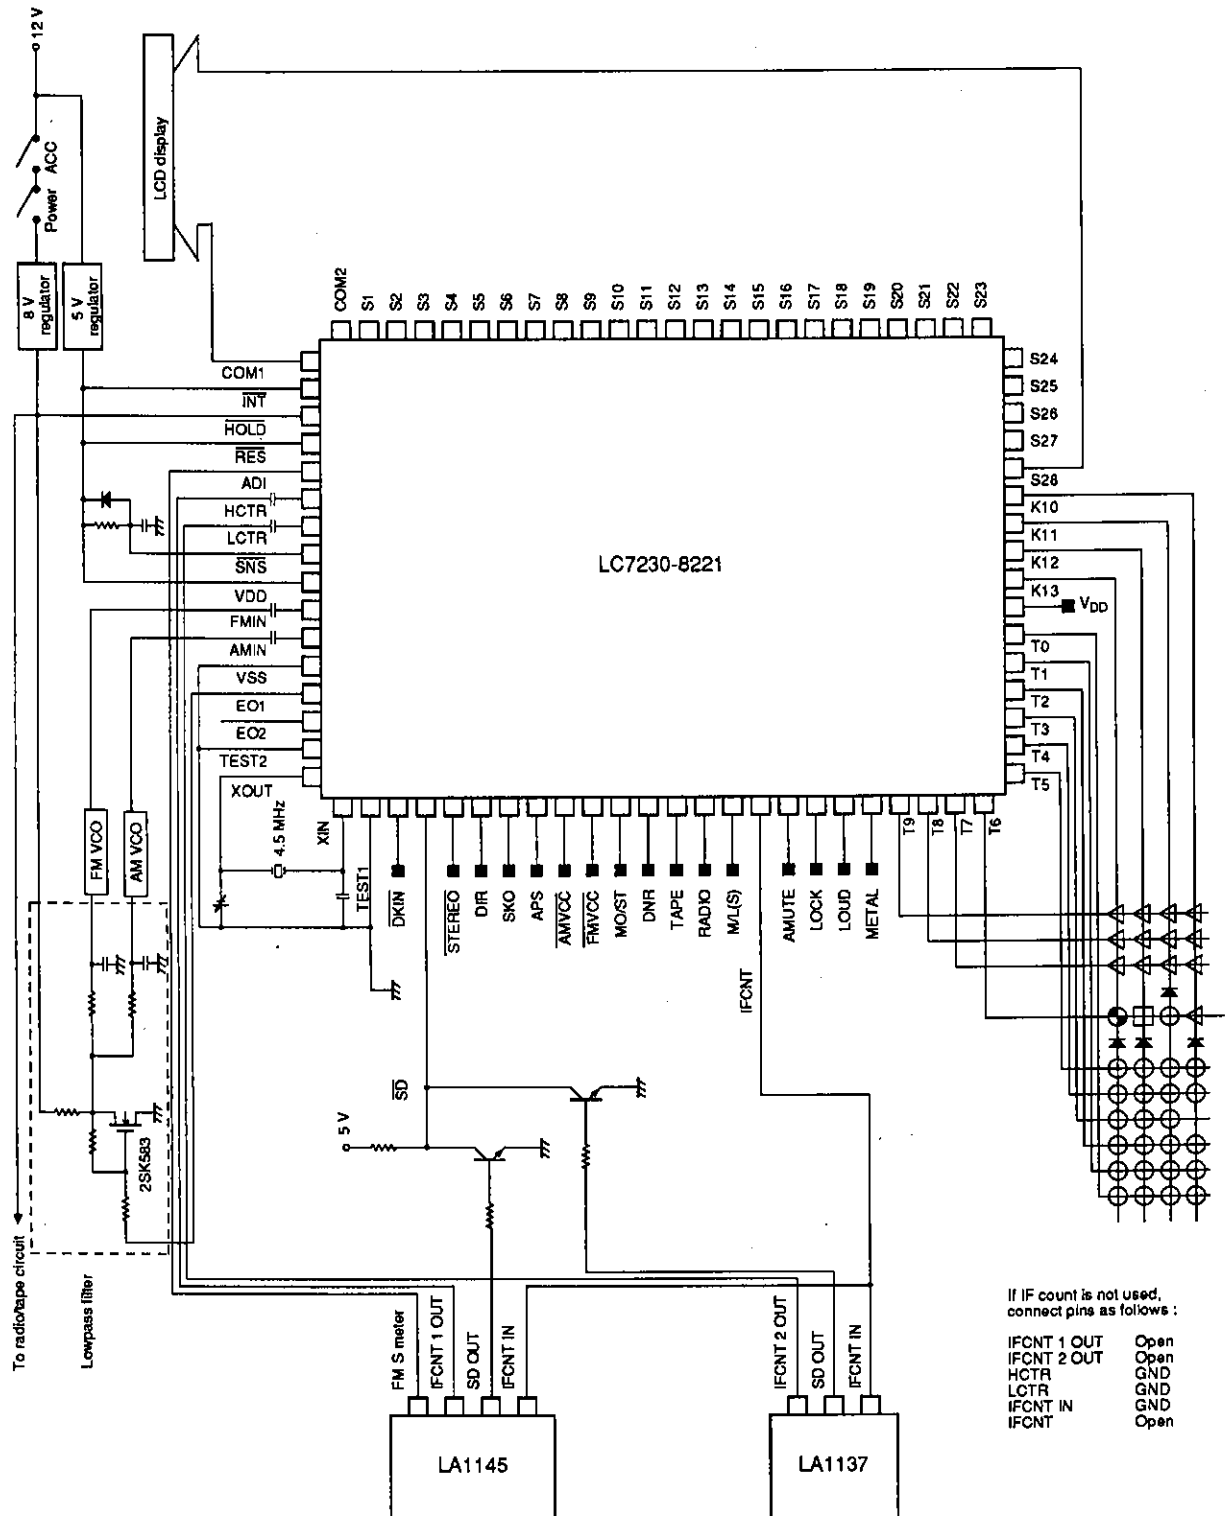 12 V
ACC
Power
8 V
regulator
5 V
regulator
LCD display
COM2
S1
S2
S3
S4
S5
S6
S7
S8
S9
S10
S11
S12
S13
S14
S15
S16
S17
S18
S19
S20
S21
S22
S23
COM1
INT
HOLD
RES
ADI
HCTR
LCTR
SNS
VDD
FMIN
AMIN
VSS
EO1
EO2
TEST2
XOUT
LC7230-8221
S24
S25
S26
S27
S28
K10
K11
K12
K13
VDD
T0
T1
T2
T3
T4
T5
XIN
TEST1
DKIN
STEREO
DIR
SKO
APS
AMVCC
FMVCC
MO/ST
DNR
TAPE
RADIO
M/L(S)
IFCNT
AMUTE
LOCK
LOUD
METAL
T9
T8
T7
T6
4.5 MHz
FM VCO
AM VCO
2SK583
SD
5 V
To radio/tape circuit
Lowpass filter
FM S meter
IFCNT 1 OUT
SD OUT
IFCNT IN
LA1145
IFCNT 2 OUT
SD OUT
IFCNT IN
LA1137
If IF count is not used,
connect pins as follows :
IFCNT 1 OUT Open
IFCNT 2 OUT Open
HCTR GND
LCTR GND
IFCNT IN GND
IFCNT Open